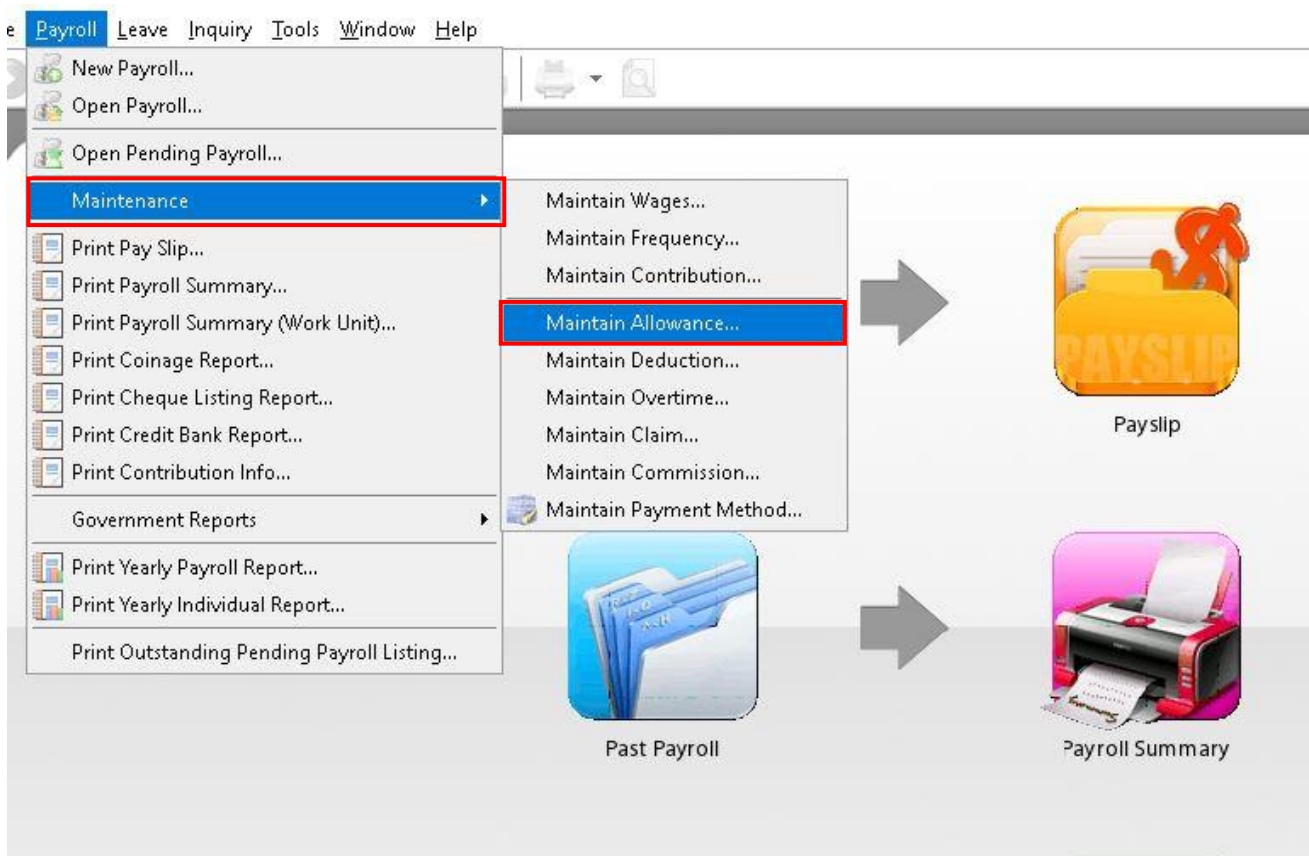 e Payroll Leave Inquiry Tools Window Help
New Payroll...
Open Payroll...
Open Pending Payroll...
Maintenance
Print Pay Slip...
Print Payroll Summary...
Print Payroll Summary (Work Unit)...
Print Coinage Report...
Print Cheque Listing Report...
Print Credit Bank Report...
Print Contribution Info...
Government Reports
Print Yearly Payroll Report...
Print Yearly Individual Report...
Print Outstanding Pending Payroll Listing...
Maintain Wages...
Maintain Frequency...
Maintain Contribution...
Maintain Allowance...
Maintain Deduction...
Maintain Overtime...
Maintain Claim...
Maintain Commission...
Maintain Payment Method...
PAYSLIP
Payslip
Past Payroll
Payroll Summary